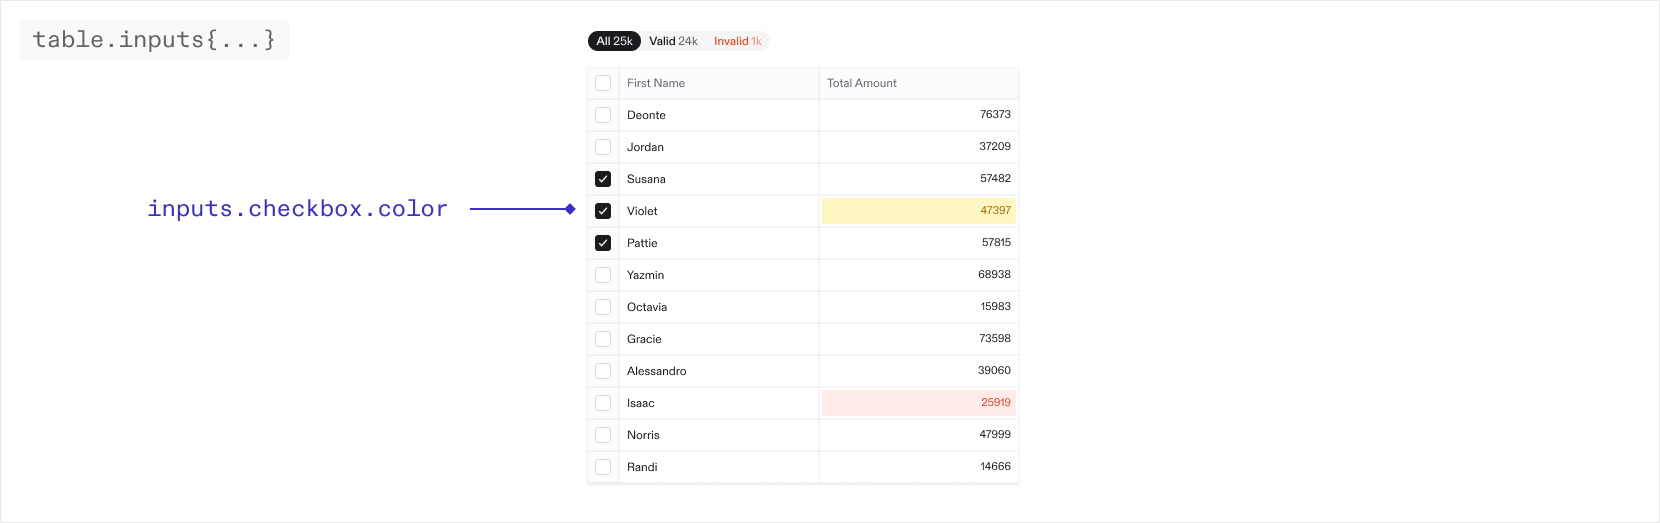 table.inputs{...}
All 25k Valid 24k Invalid 1k
First Name Total Amount
Deonte 76373
Jordan 37209
Susana 57482
inputs.checkbox.color
Violet 47397
Pattie 57815
Yazmin 68938
Octavia 15983
Gracie 73598
Alessandro 39060
Isaac 25919
Norris 47999
Randi 14666